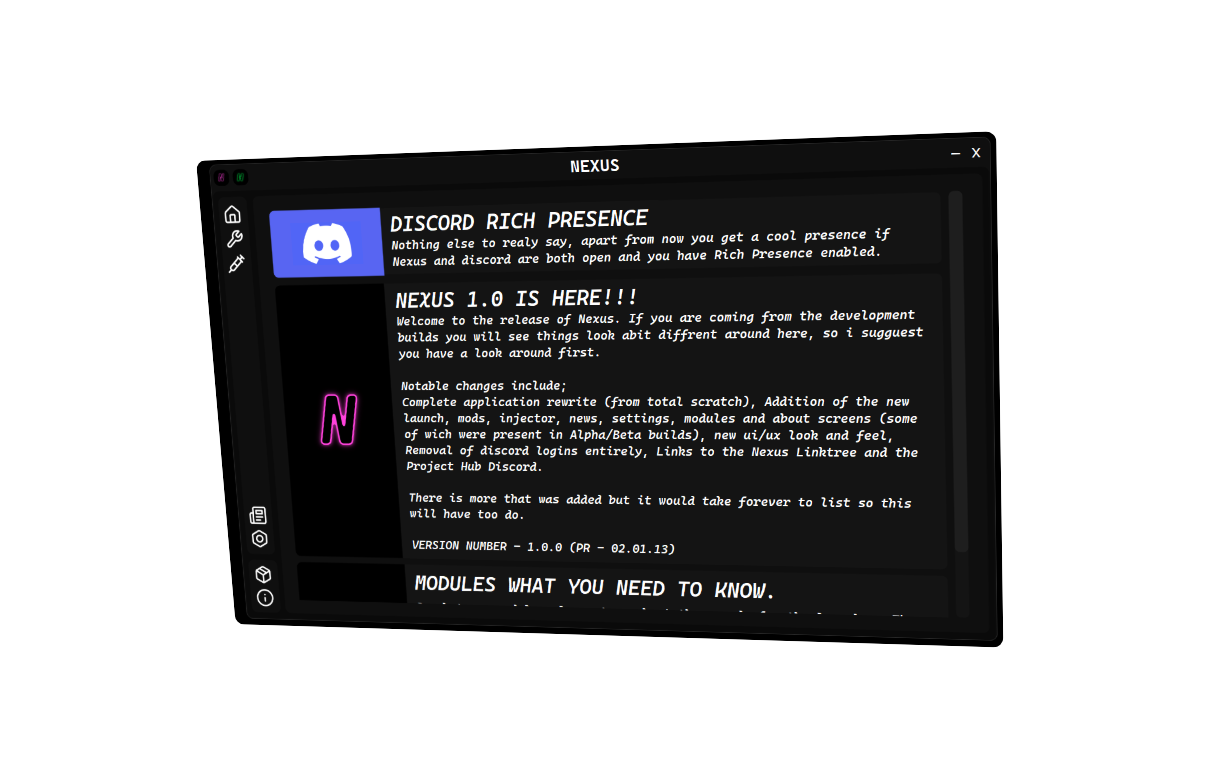 NEXUS
– X
DISCORD RICH PRESENCE
Nothing else to realy say, apart from now you get a cool presence if
Nexus and discord are both open and you have Rich Presence enabled.
NEXUS 1.0 IS HERE!!!
Welcome to the release of Nexus. If you are coming from the development
builds you will see things look abit diffrent around here, so i sugguest
you have a look around first.
Notable changes include;
Complete application rewrite (from total scratch), Addition of the new
launch, mods, injector, news, settings, modules and about screens (some
of wich were present in Alpha/Beta builds), new ui/ux look and feel,
Removal of discord logins entirely, Links to the Nexus Linktree and the
Project Hub Discord.
N
There is more that was added but it would take forever to list so this
will have too do.
VERSION NUMBER – 1.0.0 (PR – 02.01.13)
MODULES WHAT YOU NEED TO KNOW.